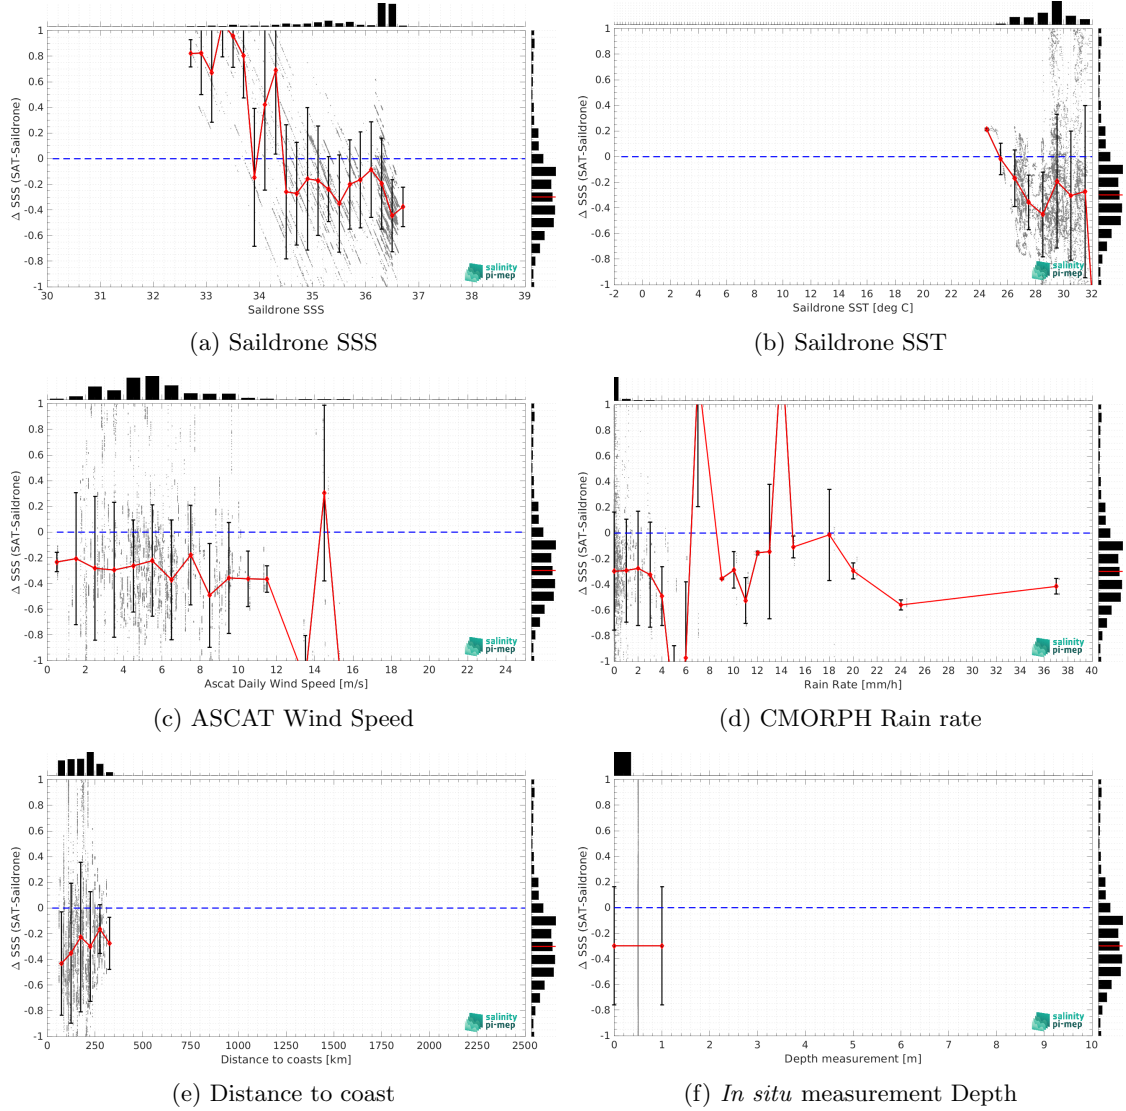 Δ SSS (SAT-Saildrone)
1
0.8
0.6
0.4
0.2
0
-0.2
-0.4
-0.6
-0.8
-1
30 31 32 33 34 35 36 37 38 39
Saildrone SSS
salinity
pi-mep
(a) Saildrone SSS
Δ SSS (SAT-Saildrone)
1
0.8
0.6
0.4
0.2
0
-0.2
-0.4
-0.6
-0.8
-1
-2 0 2 4 6 8 10 12 14 16 18 20 22 24 26 28 30 32
Saildrone SST [deg C]
salinity
pi-mep
(b) Saildrone SST
Δ SSS (SAT-Saildrone)
1
0.8
0.6
0.4
0.2
0
-0.2
-0.4
-0.6
-0.8
-1
0 2 4 6 8 10 12 14 16 18 20 22 24
Ascat Daily Wind Speed [m/s]
salinity
pi-mep
(c) ASCAT Wind Speed
Δ SSS (SAT-Saildrone)
1
0.8
0.6
0.4
0.2
0
-0.2
-0.4
-0.6
-0.8
-1
0 2 4 6 8 10 12 14 16 18 20 22 24 26 28 30 32 34 36 38 40
Rain Rate [mm/h]
salinity
pi-mep
(d) CMORPH Rain rate
Δ SSS (SAT-Saildrone)
1
0.8
0.6
0.4
0.2
0
-0.2
-0.4
-0.6
-0.8
-1
0 250 500 750 1000 1250 1500 1750 2000 2250 2500
Distance to coasts [km]
salinity
pi-mep
(e) Distance to coast
Δ SSS (SAT-Saildrone)
1
0.8
0.6
0.4
0.2
0
-0.2
-0.4
-0.6
-0.8
-1
0 1 2 3 4 5 6 7 8 9 10
Depth measurement [m]
salinity
pi-mep
(f) In situ measurement Depth